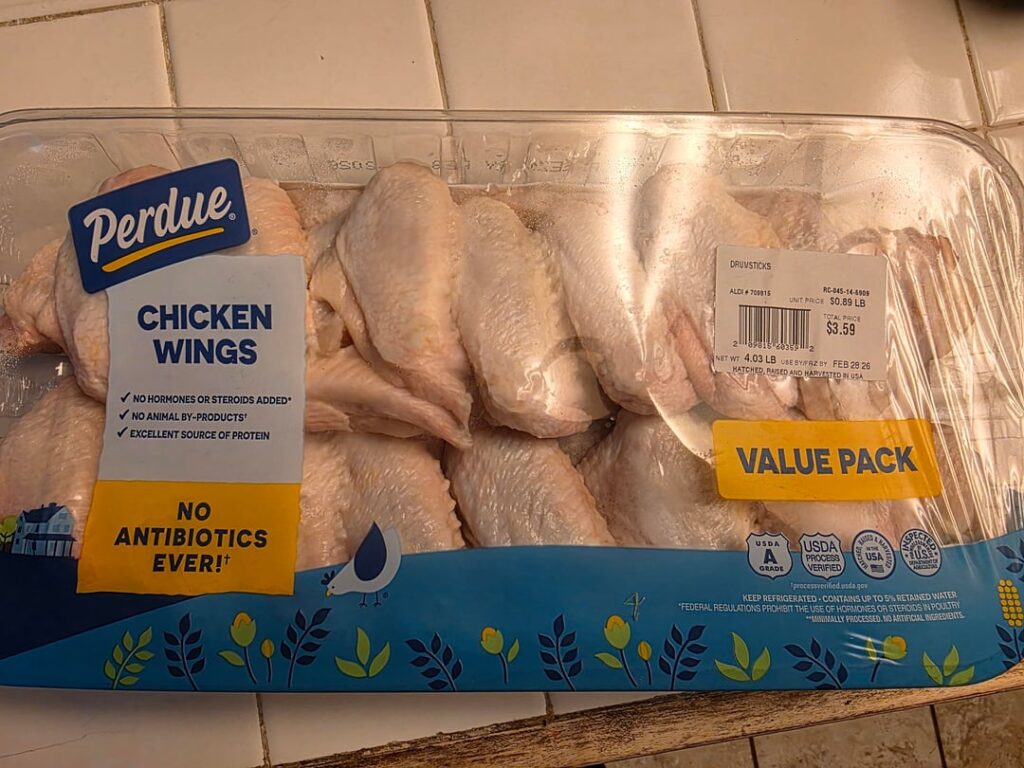 Perdue®
CHICKEN
WINGS
✓ NO HORMONES OR STEROIDS ADDED*
✓ NO ANIMAL BY-PRODUCTS†
✓ EXCELLENT SOURCE OF PROTEIN
NO
ANTIBIOTICS
EVER!†
DRUMSTICKS
ALDI # 709815 RC-045-14-6909
UNIT PRICE $0.89 LB
TOTAL PRICE
$3.59
NET WT 4.03 LB USE BY/FRZ BY FEB 28 26
HATCHED, RAISED AND HARVESTED IN USA
VALUE PACK
USDA
A
GRADE
USDA
PROCESS
VERIFIED
IN THE
USA
INSPECTED
†processverified.usda.gov
KEEP REFRIGERATED • CONTAINS UP TO 5% RETAINED WATER
*FEDERAL REGULATIONS PROHIBIT THE USE OF HORMONES OR STEROIDS IN POULTRY
**MINIMALLY PROCESSED. NO ARTIFICIAL INGREDIENTS.